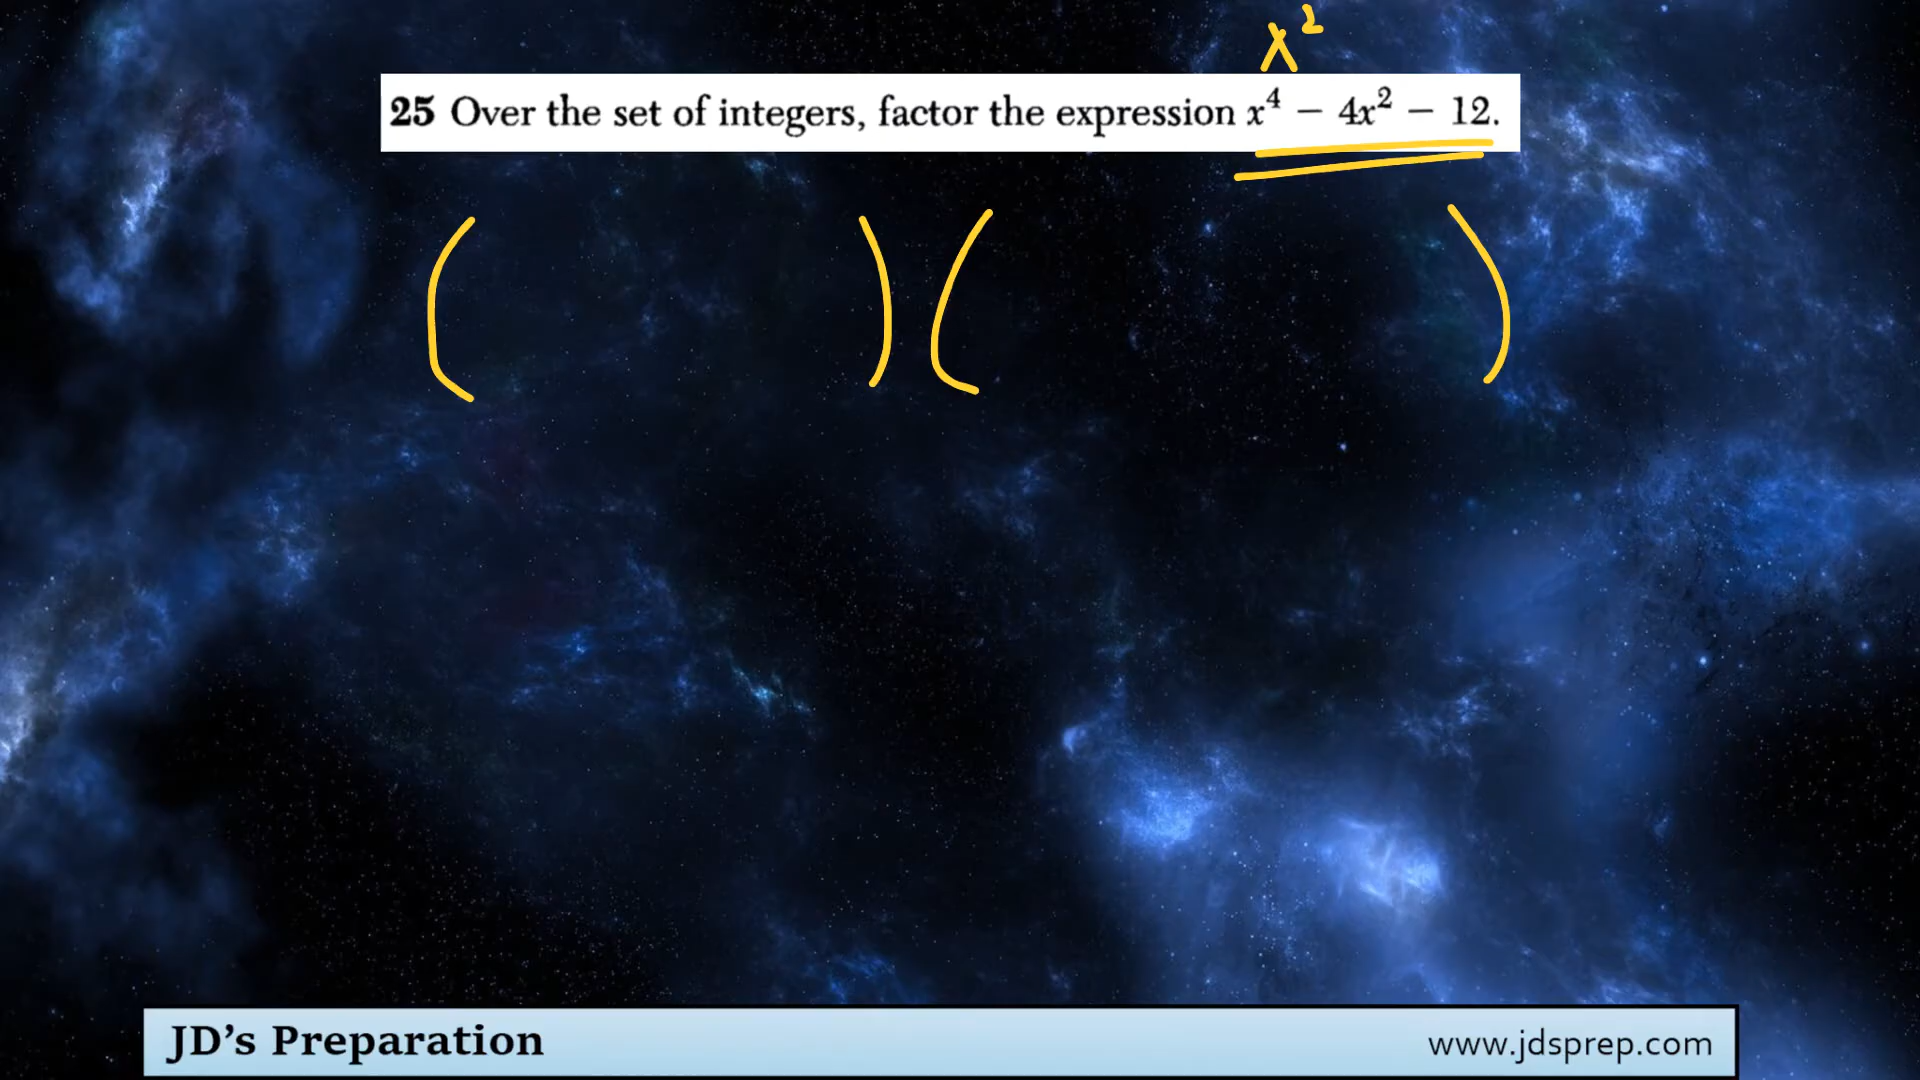 x²
25 Over the set of integers, factor the expression x⁴ − 4x² − 12.
( ) ( )
JD's Preparation
www.jdsprep.com